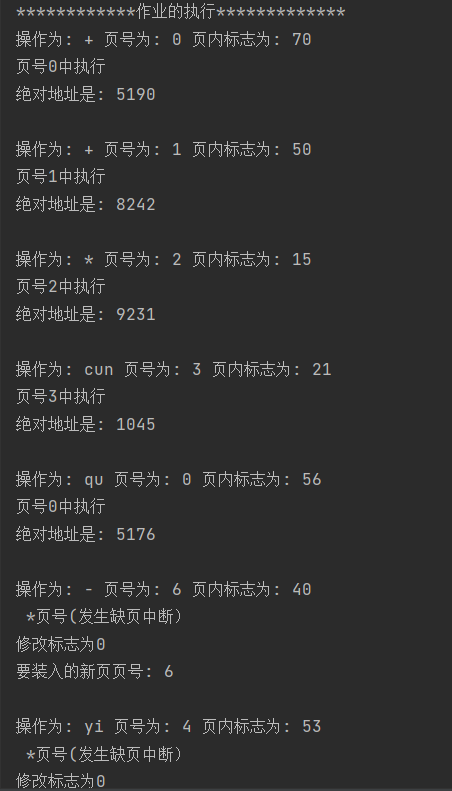 ************作业的执行*************
操作为: + 页号为: 0 页内标志为: 70
页号0中执行
绝对地址是: 5190
操作为: + 页号为: 1 页内标志为: 50
页号1中执行
绝对地址是: 8242
操作为: * 页号为: 2 页内标志为: 15
页号2中执行
绝对地址是: 9231
操作为: cun 页号为: 3 页内标志为: 21
页号3中执行
绝对地址是: 1045
操作为: qu 页号为: 0 页内标志为: 56
页号0中执行
绝对地址是: 5176
操作为: - 页号为: 6 页内标志为: 40
*页号(发生缺页中断）
修改标志为0
要装入的新页页号: 6
操作为: yi 页号为: 4 页内标志为: 53
*页号(发生缺页中断）
修改标志为0